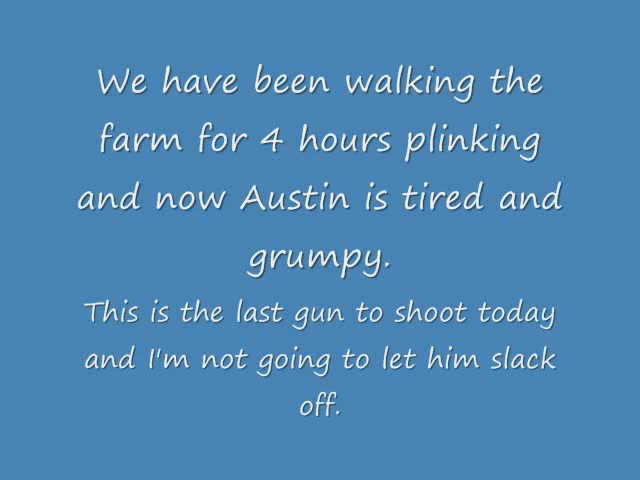 We have been walking the
farm for 4 hours plinking
and now Austin is tired and
grumpy.
This is the last gun to shoot today
and I'm not going to let him slack
off.